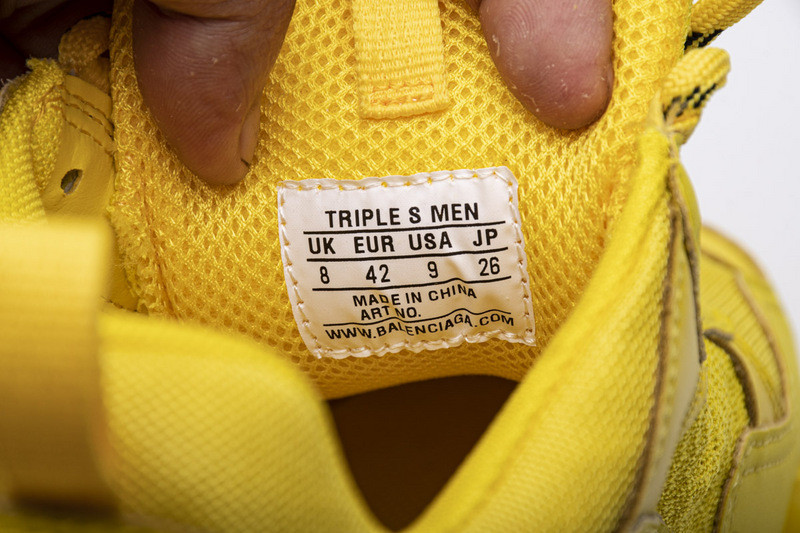 TRIPLE S MEN
UK EUR USA JP
8 42 9 26
MADE IN CHINA
ART NO.
WWW.BALENCIAGA.COM